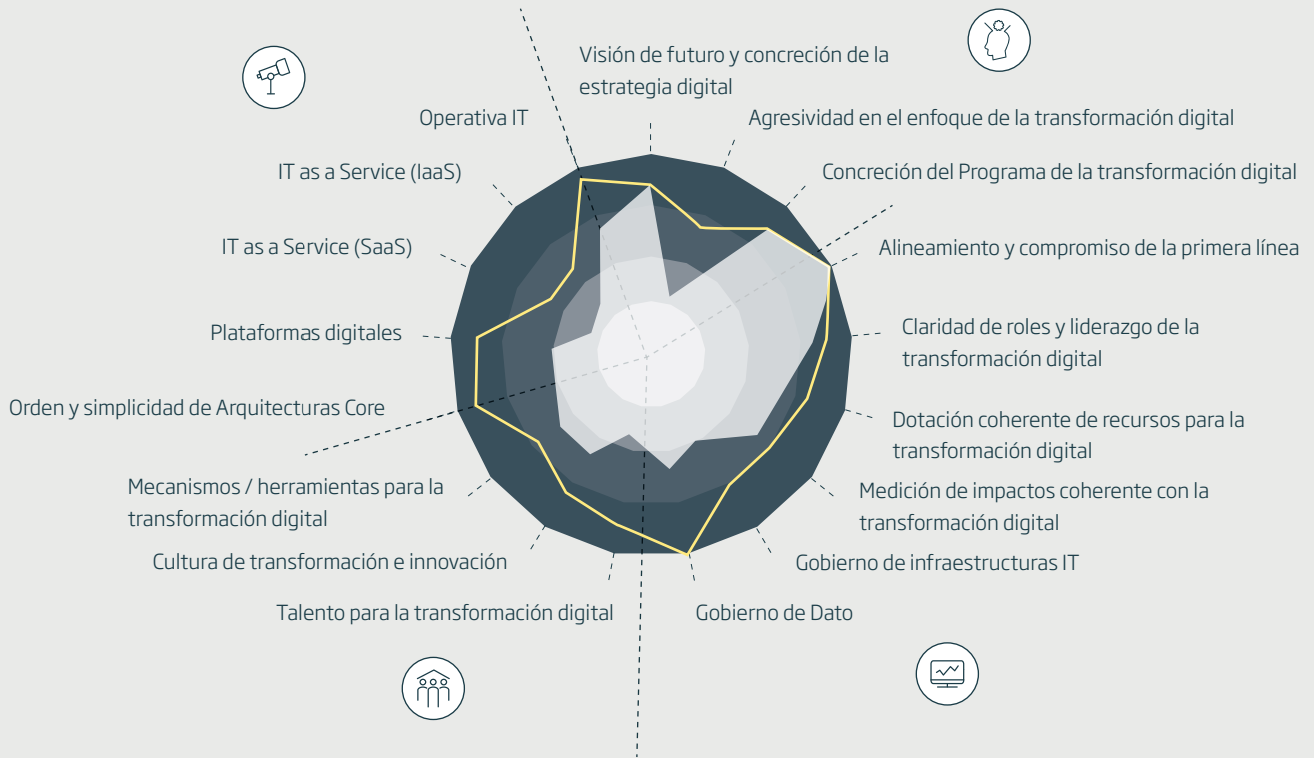 Visión de futuro y concreción de la
estrategia digital
Agresividad en el enfoque de la transformación digital
Concreción del Programa de la transformación digital
Alineamiento y compromiso de la primera línea
Claridad de roles y liderazgo de la
transformación digital
Dotación coherente de recursos para la
transformación digital
Medición de impactos coherente con la
transformación digital
Gobierno de infraestructuras IT
Gobierno de Dato
Talento para la transformación digital
Cultura de transformación e innovación
Mecanismos / herramientas para la
transformación digital
Orden y simplicidad de Arquitecturas Core
Plataformas digitales
IT as a Service (SaaS)
IT as a Service (IaaS)
Operativa IT